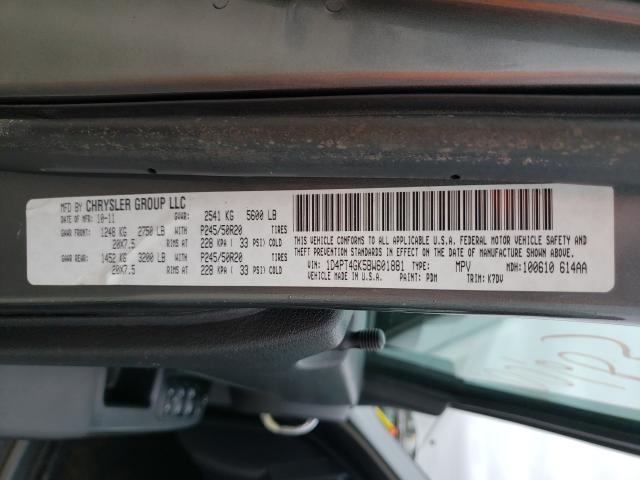 MFD BY CHRYSLER GROUP LLC
DATE OF MFR: 10-11 GVWR: 2541 KG 5600 LB
GAWR FRONT: WITH TIRES
1248 KG 2750 LB P245/50R20
20X7.5 RIMS AT 228 KPA ( 33 PSI) COLD
GAWR REAR: WITH TIRES
1452 KG 3200 LB P245/50R20
20X7.5 RIMS AT 228 KPA ( 33 PSI) COLD
THIS VEHICLE CONFORMS TO ALL APPLICABLE U.S.A. FEDERAL MOTOR VEHICLE SAFETY
AND THEFT PREVENTION STANDARDS IN EFFECT ON THE DATE OF MANUFACTURE SHOWN ABOVE.
VIN: 1D4PT4GK5BW601881 TYPE: MPV MDH: 100610 614AA
MADE IN U.S.A. PAINT: PDM TRIM: K7DV